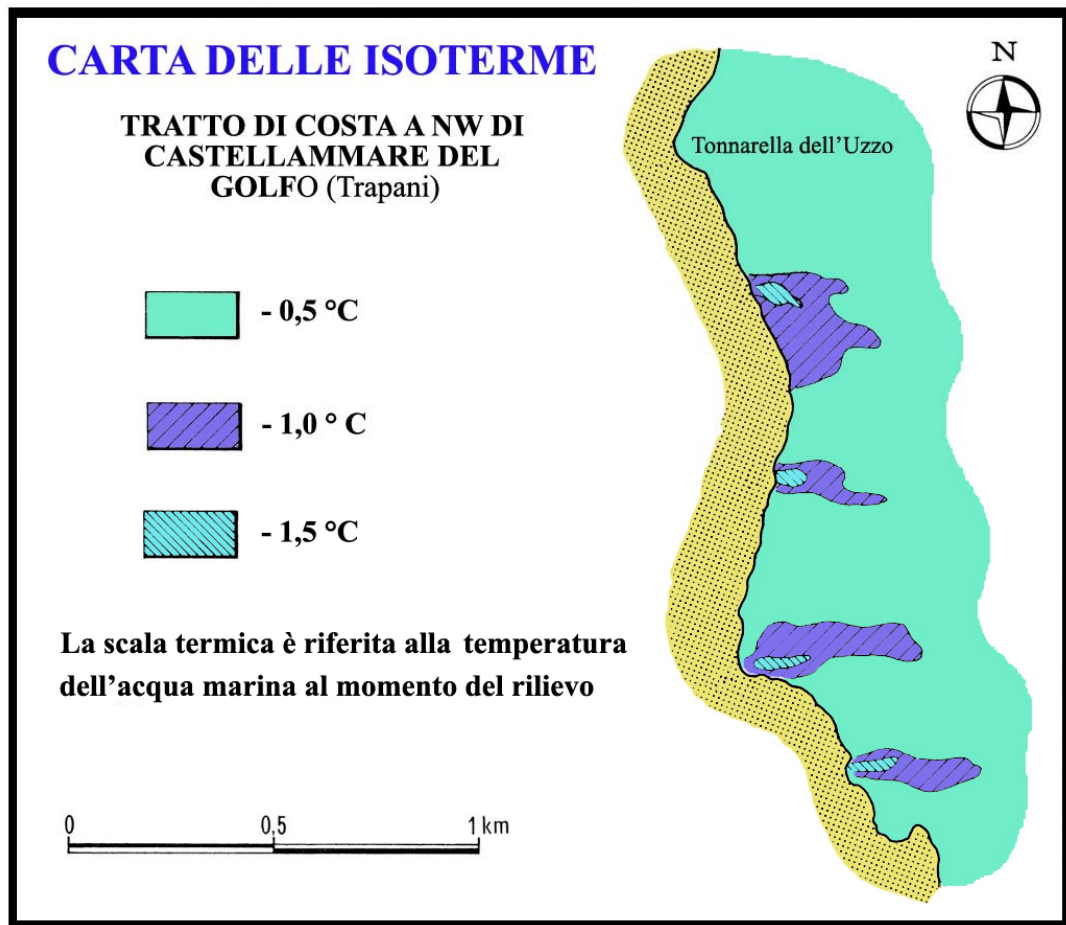 CARTA DELLE ISOTERME
TRATTO DI COSTA A NW DI
CASTELLAMMARE DEL
GOLFO (Trapani)
- 0,5 °C
- 1,0 ° C
- 1,5 °C
La scala termica è riferita alla temperatura
dell’acqua marina al momento del rilievo
0 0,5 1 km
N
Tonnarella dell’Uzzo